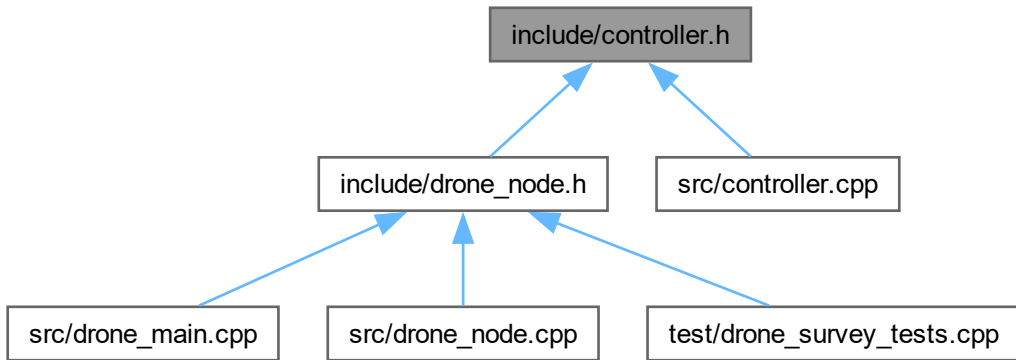 include/controller.h
include/drone_node.h
src/controller.cpp
src/drone_main.cpp
src/drone_node.cpp
test/drone_survey_tests.cpp